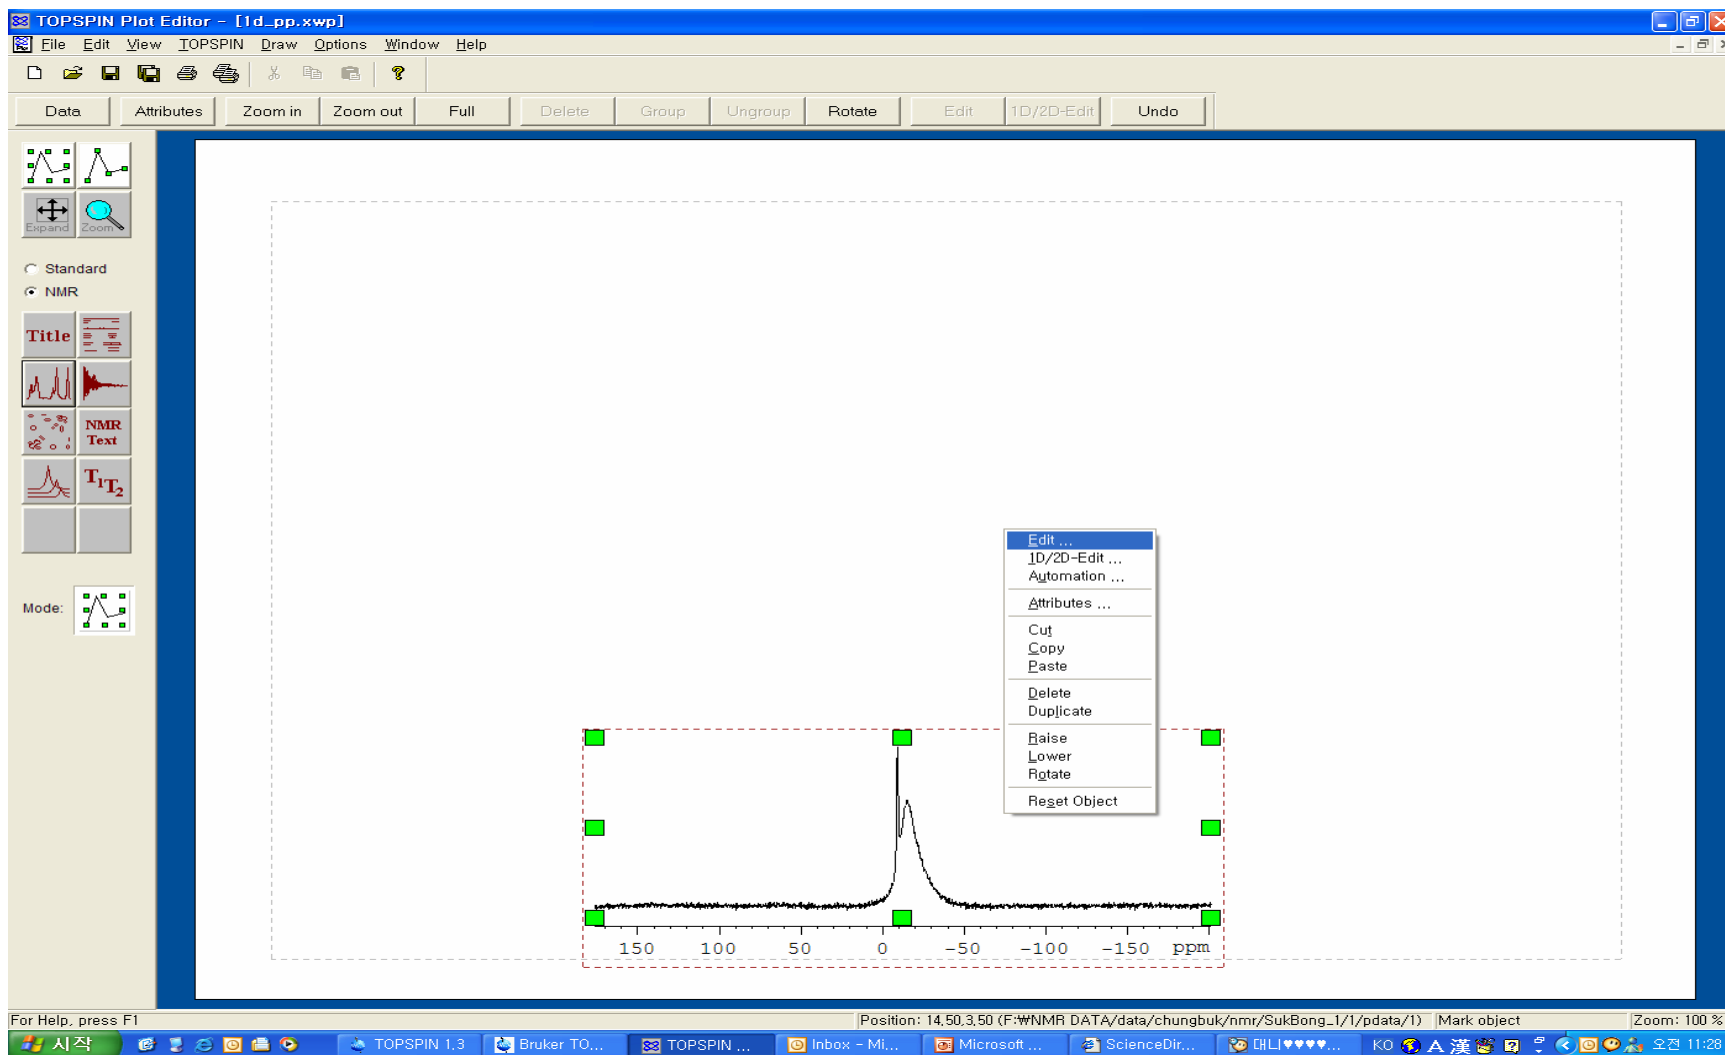 TOPSPIN Plot Editor - [1d_pp.xwp]
File Edit View TOPSPIN Draw Options Window Help
Data Attributes Zoom in Zoom out Full Delete Group Ungroup Rotate Edit 1D/2D-Edit Undo
Expand Zoom
Standard
NMR
Title
NMR Text
T1T2
Mode:
Edit ...
1D/2D-Edit ...
Automation ...
Attributes ...
Cut
Copy
Paste
Delete
Duplicate
Raise
Lower
Rotate
Reset Object
150 100 50 0 -50 -100 -150 ppm
For Help, press F1 Position: 14,50,3,50 (F:₩NMR DATA/data/chungbuk/nmr/SukBong_1/1/pdata/1) Mark object Zoom: 100 %
시작 TOPSPIN 1,3 Bruker TO... TOPSPIN ... Inbox - Mi... Microsoft ... ScienceDir... 대니♥♥♥♥... KO A 漢 오전 11:28